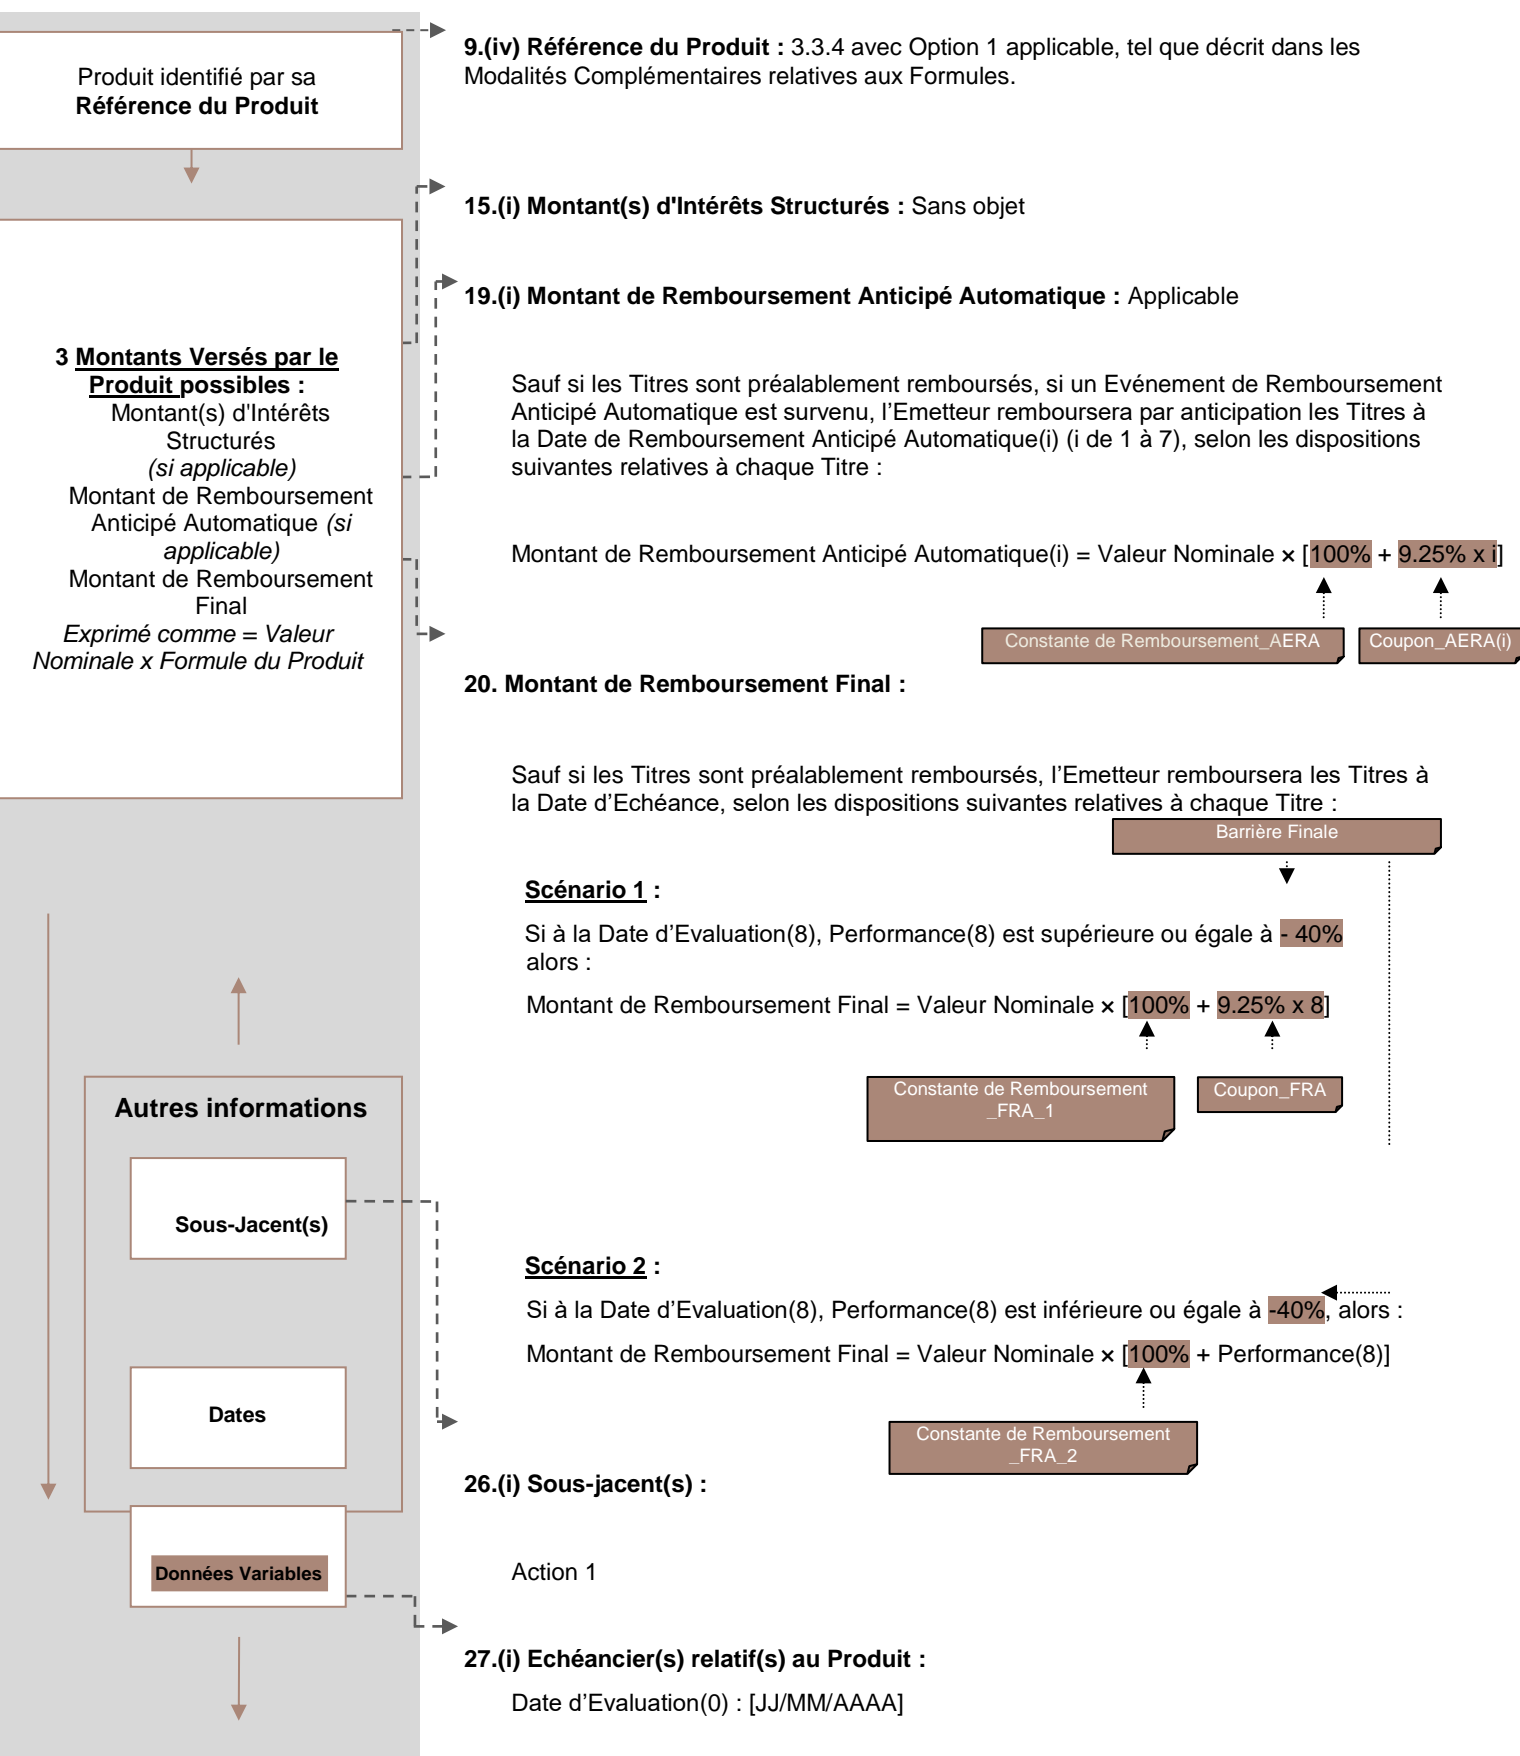 9.(iv) Référence du Produit : 3.3.4 avec Option 1 applicable, tel que décrit dans les
Modalités Complémentaires relatives aux Formules.
Produit identifié par sa
Référence du Produit
15.(i) Montant(s) d'Intérêts Structurés : Sans objet
19.(i) Montant de Remboursement Anticipé Automatique : Applicable
3 Montants Versés par le
Produit possibles :
Montant(s) d'Intérêts
Structurés
(si applicable)
Montant de Remboursement
Anticipé Automatique (si
applicable)
Montant de Remboursement
Final
Exprimé comme = Valeur
Nominale x Formule du Produit
Sauf si les Titres sont préalablement remboursés, si un Evénement de Remboursement
Anticipé Automatique est survenu, l’Emetteur remboursera par anticipation les Titres à
la Date de Remboursement Anticipé Automatique(i) (i de 1 à 7), selon les dispositions
suivantes relatives à chaque Titre :
Montant de Remboursement Anticipé Automatique(i) = Valeur Nominale × [100% + 9.25% x i]
Constante de Remboursement_AERA
Coupon_AERA(i)
20. Montant de Remboursement Final :
Sauf si les Titres sont préalablement remboursés, l’Emetteur remboursera les Titres à
la Date d’Echéance, selon les dispositions suivantes relatives à chaque Titre :
Barrière Finale
Scénario 1 :
Si à la Date d’Evaluation(8), Performance(8) est supérieure ou égale à - 40%
alors :
Montant de Remboursement Final = Valeur Nominale × [100% + 9.25% x 8]
Constante de Remboursement
_FRA_1
Coupon_FRA
Autres informations
Sous-Jacent(s)
Dates
Données Variables
Scénario 2 :
Si à la Date d’Evaluation(8), Performance(8) est inférieure ou égale à -40%, alors :
Montant de Remboursement Final = Valeur Nominale × [100% + Performance(8)]
Constante de Remboursement
_FRA_2
26.(i) Sous-jacent(s) :
Action 1
27.(i) Echéancier(s) relatif(s) au Produit :
Date d’Evaluation(0) : [JJ/MM/AAAA]